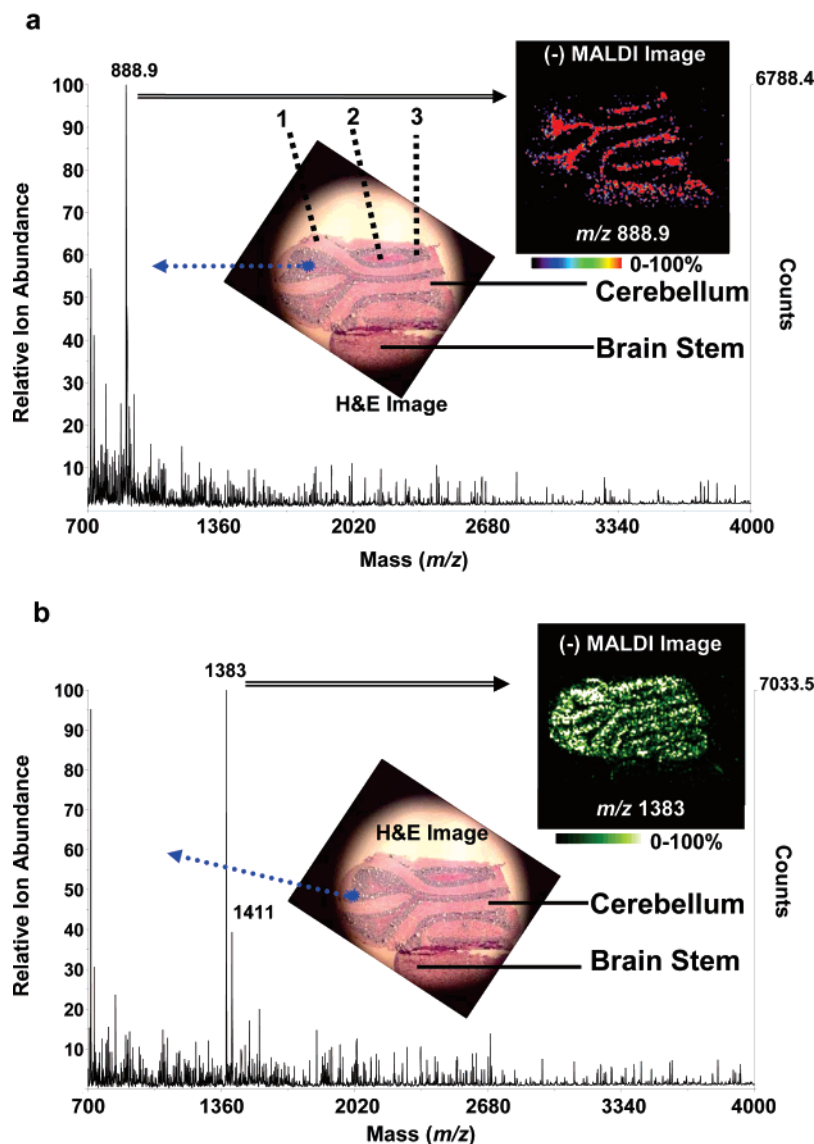 a
888.9
6788.4
(-) MALDI Image
m/z 888.9
0-100%
1 2 3
Cerebellum
Brain Stem
H&E Image
Relative Ion Abundance
100
90
80
70
60
50
40
30
20
10
Counts
700 1360 2020 2680 3340 4000
Mass (m/z)
b
1383
7033.5
(-) MALDI Image
m/z 1383
0-100%
H&E Image
Cerebellum
Brain Stem
1411
Relative Ion Abundance
100
90
80
70
60
50
40
30
20
10
Counts
700 1360 2020 2680 3340 4000
Mass (m/z)